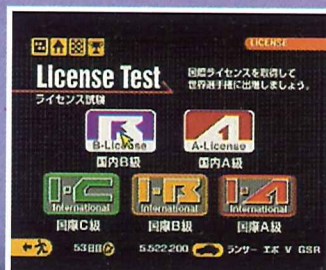 LICENSE
License Test
国際ライセンスを取得して
世界選手権に出場しましょう。
ライセンス試験
B-License
A-License
国内B級
国内A級
I・C
International
I・B
International
I・A
International
国際C級
国際B級
国際A級
53日目
5,522,200
ランサー エボ V GSR